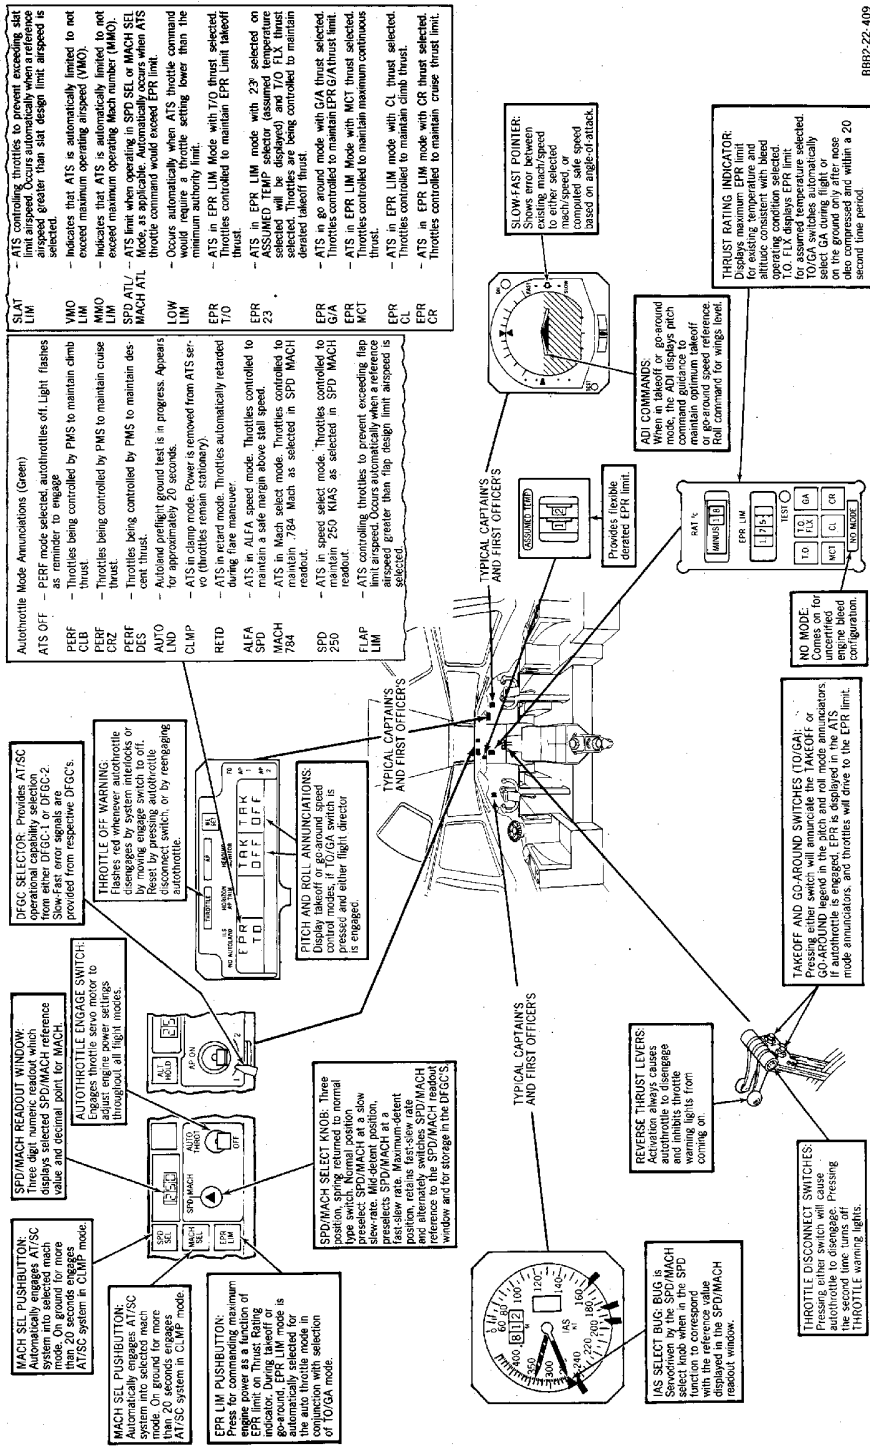 MACH SEL PUSHBUTTON:
Automatically engages AT/SC
system into selected mach
mode. On ground for more
than 20 seconds engages
AT/SC system in CLMP mode.
SPD/MACH READOUT WINDOW:
Three digit numeric readout which
displays selected SPD/MACH reference
value and decimal point for MACH.
AUTOTHROTTLE ENGAGE SWITCH:
Engages throttle servo motor to
adjust engine power settings
throughout all flight modes.
DFGC SELECTOR: Provides AT/SC
operational capability selection
from either DFGC-1 or DFGC-2.
Slow-Fast error signals are
provided from respective DFGC'S.
MACH SEL PUSHBUTTON:
Automatically engages AT/SC
system into selected mach
mode. On ground for more
than 20 seconds engages
AT/SC system in CLMP mode.
EPR LIM PUSHBUTTON:
Press for commanding maximum
engine power as a function of
EPR limit on Thrust Rating
indicator. During takeoff or
go-around, EPR LIM mode is
automatically selected for
the auto throttle mode in
conjunction with selection
of TO/GA mode.
SPD
SEL
MACH
SEL
EPR
LIM
SPD MACH
AUTO
THROT
OFF
ALT
HOLD
AP ON
1
2
SPD/MACH SELECT KNOB: Three
position, spring returned to normal
type switch. Normal position
preselect SPD/MACH at a slow
slew-rate. Mid-detent position,
preselects SPD/MACH at a
fast-slew rate. Maximum-detent
position, retains fast-slew rate
and alternately switches SPD/MACH
reference to the SPD/MACH readout
window and for storage in the DFGC'S.
THROTTLE OFF WARNING:
Flashes red whenever autothrottle
disengages by system interlocks or
by moving engage switch to off.
Reset by pressing autothrottle
disconnect switch, or by reengaging
autothrottle.
THROTTLE
AP
NO AUTOLAND
ILS
EPR
TO
TAK
OFF
TAK
OFF
PITCH AND ROLL ANNUNCIATIONS:
Display takeoff or go-around speed
control modes, if TO/GA switch is
pressed and either flight director
is engaged.
Autothrottle Mode Annunciations (Green)
ATS OFF – PERF mode selected, autothrottles off. Light flashes
as reminder to engage
PERF
CLB – Throttles being controlled by PMS to maintain climb
thrust.
PERF
CRZ – Throttles being controlled by PMS to maintain cruise
thrust.
PERF
DES – Throttles being controlled by PMS to maintain des-
cent thrust.
AUTO
LND – Autoland preflight ground test is in progress. Appears
for approximately 20 seconds.
CLMP – ATS in clamp mode. Power is removed from ATS ser-
vo (throttles remain stationary).
RETD – ATS in retard mode. Throttles automatically retarded
during flare maneuver.
ALFA
SPD – ATS in ALFA speed mode. Throttles controlled to
maintain a safe margin above stall speed.
MACH
784 – ATS in Mach select mode. Throttles controlled to
maintain .784 Mach as selected in SPD MACH
readout.
SPD
250 – ATS in speed select mode. Throttles controlled to
maintain 250 KIAS as selected in SPD MACH
readout.
FLAP
LIM – ATS controlling throttles to prevent exceeding flap
limit airspeed. Occurs automatically when a reference
airspeed greater than flap design limit airspeed is
selected.
SLAT
LIM – ATS controlling throttles to prevent exceeding slat
limit airspeed. Occurs automatically when a reference
airspeed greater than slat design limit airspeed is
selected.
VMO
LIM – Indicates that ATS is automatically limited to not
exceed maximum operating airspeed (VMO).
MMO
LIM – Indicates that ATS is automatically limited to not
exceed maximum operating Mach number (MMO).
SPD ATL/
MACH ATL – ATS limit when operating in SPD SEL or MACH SEL
Mode, as applicable. Automatically occurs when ATS
throttle command would exceed EPR limit.
LOW
LIM – Occurs automatically when ATS throttle command
would require a throttle setting lower than the
minimum authority limit.
EPR
T/O – ATS in EPR LIM Mode with T/O thrust selected.
Throttles controlled to maintain EPR Limit takeoff
thrust.
EPR
23 – ATS in EPR LIM mode with 23° selected on
ASSUMED TEMP selector (assumed temperature
selected will be displayed) and T/O FLX thrust
selected. Throttles are being controlled to maintain
derated takeoff thrust.
EPR
G/A – ATS in go around mode with G/A thrust selected.
Throttles controlled to maintain EPR G/A thrust limit.
EPR
MCT – ATS in EPR LIM Mode with MCT thrust selected.
Throttles controlled to maintain maximum continuous
thrust.
EPR
CL – ATS in EPR LIM mode with CL thrust selected.
Throttles controlled to maintain climb thrust.
EPR
CR – ATS in EPR LIM mode with CR thrust selected.
Throttles controlled to maintain cruise thrust limit.
TYPICAL CAPTAIN'S
AND FIRST OFFICER'S
TYPICAL CAPTAIN'S
AND FIRST OFFICER'S
TYPICAL CAPTAIN'S
AND FIRST OFFICER'S
ASSUMED TEMP
Provides flexible
derated EPR limit.
FAST
SLOW
SLOW-FAST POINTER:
Shows error between
existing mach/speed
to either selected
mach/speed, or
computed safe speed
based on angle-of-attack.
ADI COMMANDS:
When in takeoff or go-around
mode, the ADI displays pitch
command guidance to
maintain optimum takeoff
or go-around speed reference.
Roll command for wings level.
IAS
KT
IAS SELECT BUG: BUG is
Servodriven by the SPD/MACH
select knob when in the SPD
function to correspond
with the reference value
displayed in the SPD/MACH
readout window.
REVERSE THRUST LEVERS:
Activation always causes
autothrottle to disengage
and inhibits throttle
warning lights from
coming on.
THROTTLE DISCONNECT SWITCHES:
Pressing either switch will cause
autothrottle to disengage. Pressing
the second time turns off
THROTTLE warning lights.
TAKEOFF AND GO-AROUND SWITCHES (TO/GA):
Pressing either switch will annunciate the TAKEOFF or
GO-AROUND legend in the pitch and roll mode annunciators.
If autothrottle is engaged, EPR is displayed in the ATS
mode annunciators, and throttles will drive to the EPR limit.
NO MODE:
Comes on for
uncertified
engine bleed
configuration.
RAT °C
MINUS 18
EPR LIM
TEST
T.O.
T.O.
FLX
GA
MCT
CL
CR
NO MODE
THRUST RATING INDICATOR:
Displays maximum EPR limit
for existing temperature and
altitude consistent with bleed
operating condition selected.
T.O. FLX displays EPR limit
for assumed temperature selected.
TO/GA switches automatically
select GA during flight or
on the ground only after nose
oleo compressed and within a 20
second time period.
BBB2-22-409